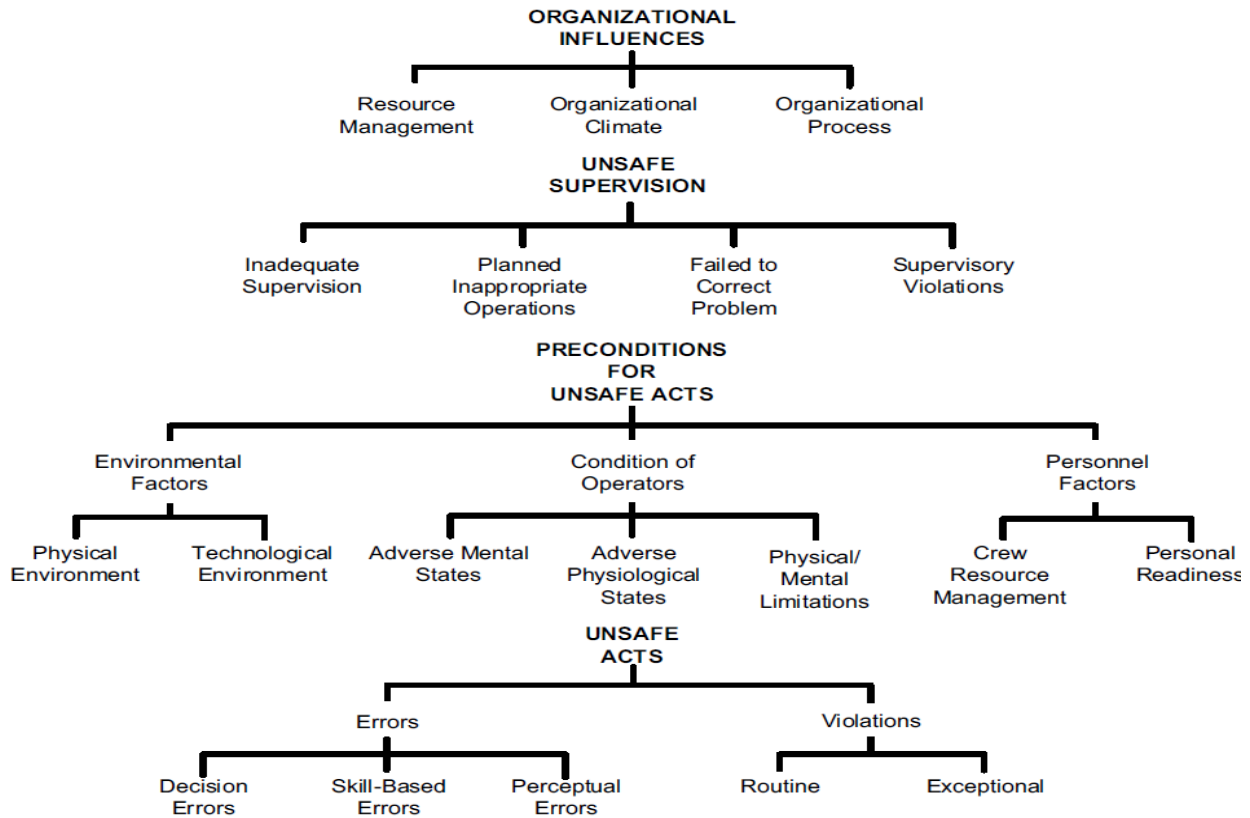 ORGANIZATIONAL
INFLUENCES
Resource
Management
Organizational
Climate
Organizational
Process
UNSAFE
SUPERVISION
Inadequate
Supervision
Planned
Inappropriate
Operations
Failed to
Correct
Problem
Supervisory
Violations
PRECONDITIONS
FOR
UNSAFE ACTS
Environmental
Factors
Condition of
Operators
Personnel
Factors
Physical
Environment
Technological
Environment
Adverse Mental
States
Adverse
Physiological
States
Physical/
Mental
Limitations
Crew
Resource
Management
Personal
Readiness
UNSAFE
ACTS
Errors
Violations
Decision
Errors
Skill-Based
Errors
Perceptual
Errors
Routine
Exceptional